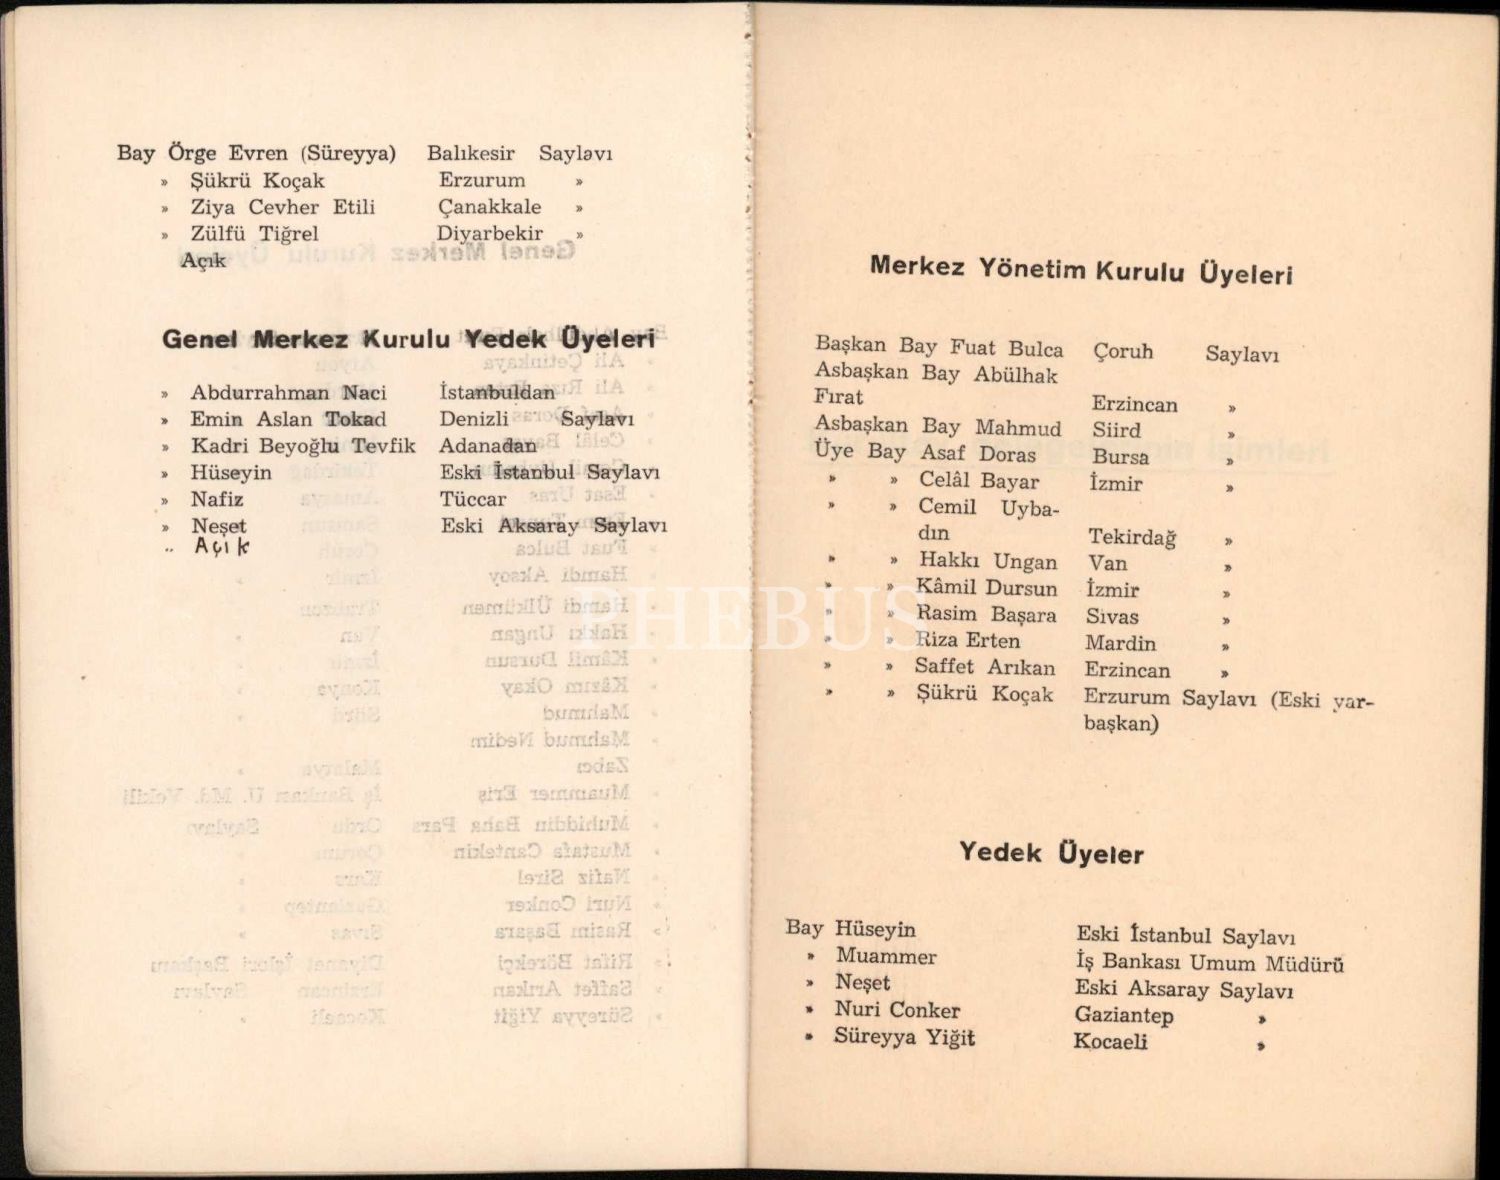 Bay Örge Evren (Süreyya) Balıkesir Saylavı
» Şükrü Koçak Erzurum »
» Ziya Cevher Etili Çanakkale »
» Zülfü Tiğrel Diyarbekir »
Açık
Genel Merkez Kurulu Yedek Üyeleri
» Abdurrahman Naci İstanbuldan
» Emin Aslan Tokad Denizli Saylavı
» Kadri Beyoğlu Tevfik Adanadan
» Hüseyin Eski İstanbul Saylavı
» Nafiz Tüccar
» Neşet Eski Aksaray Saylavı
.. Açık
Merkez Yönetim Kurulu Üyeleri
Başkan Bay Fuat Bulca Çoruh Saylavı
Asbaşkan Bay Abülhak
Fırat Erzincan »
Asbaşkan Bay Mahmud Siird »
Üye Bay Asaf Doras Bursa »
» » Celâl Bayar İzmir »
» » Cemil Uyba-
dın Tekirdağ »
» » Hakkı Ungan Van »
» » Kâmil Dursun İzmir »
» » Rasim Başara Sıvas »
» » Riza Erten Mardin »
» » Saffet Arıkan Erzincan »
» » Şükrü Koçak Erzurum Saylavı (Eski yar-
başkan)
Yedek Üyeler
Bay Hüseyin Eski İstanbul Saylavı
» Muammer İş Bankası Umum Müdürü
» Neşet Eski Aksaray Saylavı
» Nuri Conker Gaziantep »
» Süreyya Yiğit Kocaeli »
PHEBUS